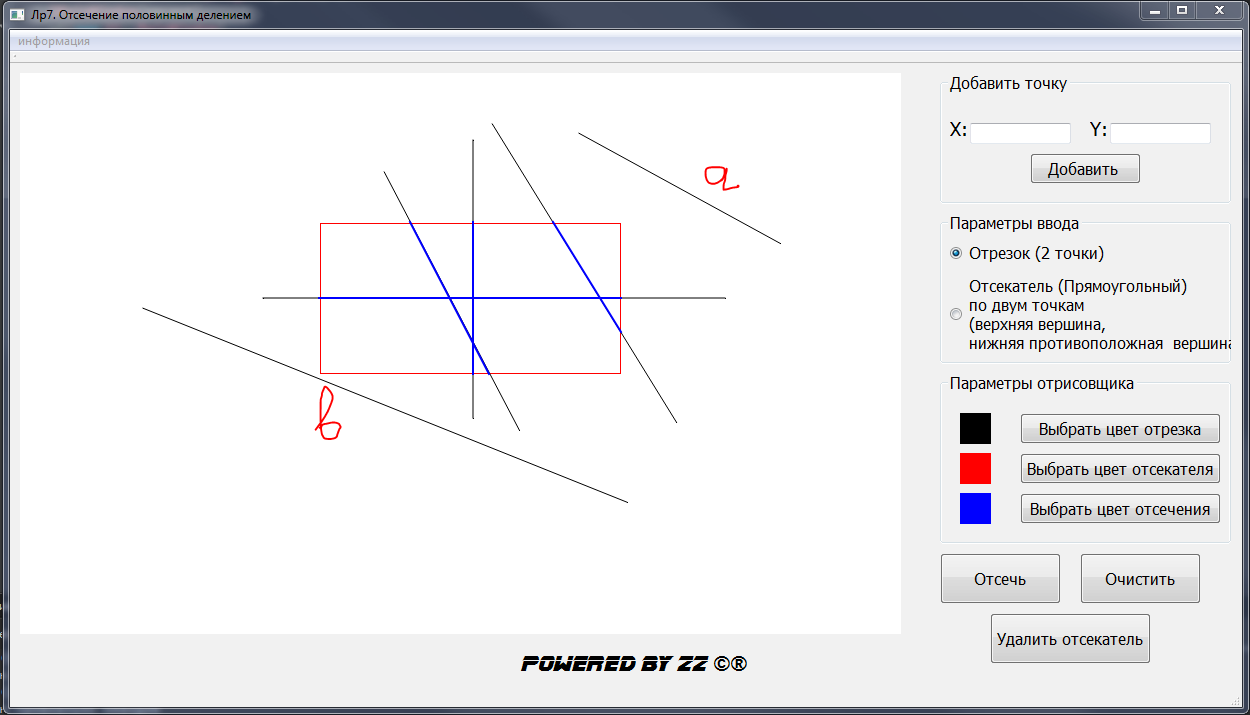 Лр7. Отсечение половинным делением
информация
a
в
Добавить точку
X: Y:
Добавить
Параметры ввода
Отрезок (2 точки)
Отсекатель (Прямоугольный)
по двум точкам
(верхняя вершина,
нижняя противоположная вершина
Параметры отрисовщика
Выбрать цвет отрезка
Выбрать цвет отсекателя
Выбрать цвет отсечения
Отсечь Очистить
Удалить отсекатель
POWERED BY ZZ ©®